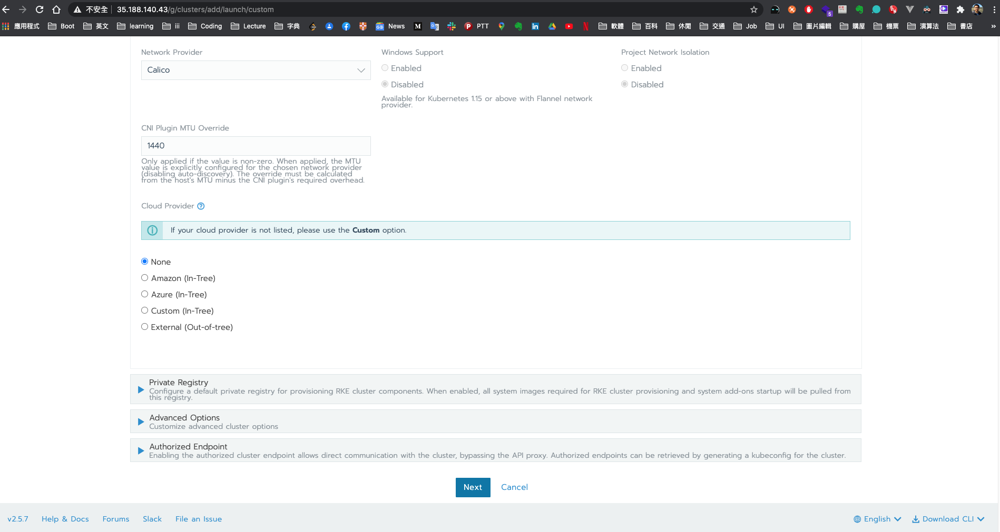 不安全 35.188.140.43/g/clusters/add/launch/custom
5
應用程式 Boot 英文 learning iii Coding Lecture 字典 News M PTT 軟體 百科 休閒 交通 Job UI 圖片編輯 購屋 機票 演算法 書店 »
Network Provider
Calico
Windows Support
Enabled
Disabled
Available for Kubernetes 1.15 or above with Flannel network
provider.
Project Network Isolation
Enabled
Disabled
CNI Plugin MTU Override
1440
Only applied if the value is non-zero. When applied, the MTU
value is explicitly configured for the chosen network provider
(disabling auto-discovery). The override must be calculated
from the host's MTU minus the CNI plugin's required overhead.
Cloud Provider
If your cloud provider is not listed, please use the Custom option.
None
Amazon (In-Tree)
Azure (In-Tree)
Custom (In-Tree)
External (Out-of-tree)
Private Registry
Configure a default private registry for provisioning RKE cluster components. When enabled, all system images required for RKE cluster provisioning and system add-ons startup will be pulled from
this registry.
Advanced Options
Customize advanced cluster options
Authorized Endpoint
Enabling the authorized cluster endpoint allows direct communication with the cluster, bypassing the API proxy. Authorized endpoints can be retrieved by generating a kubeconfig for the cluster.
Next Cancel
v2.5.7 Help & Docs Forums Slack File an Issue English Download CLI